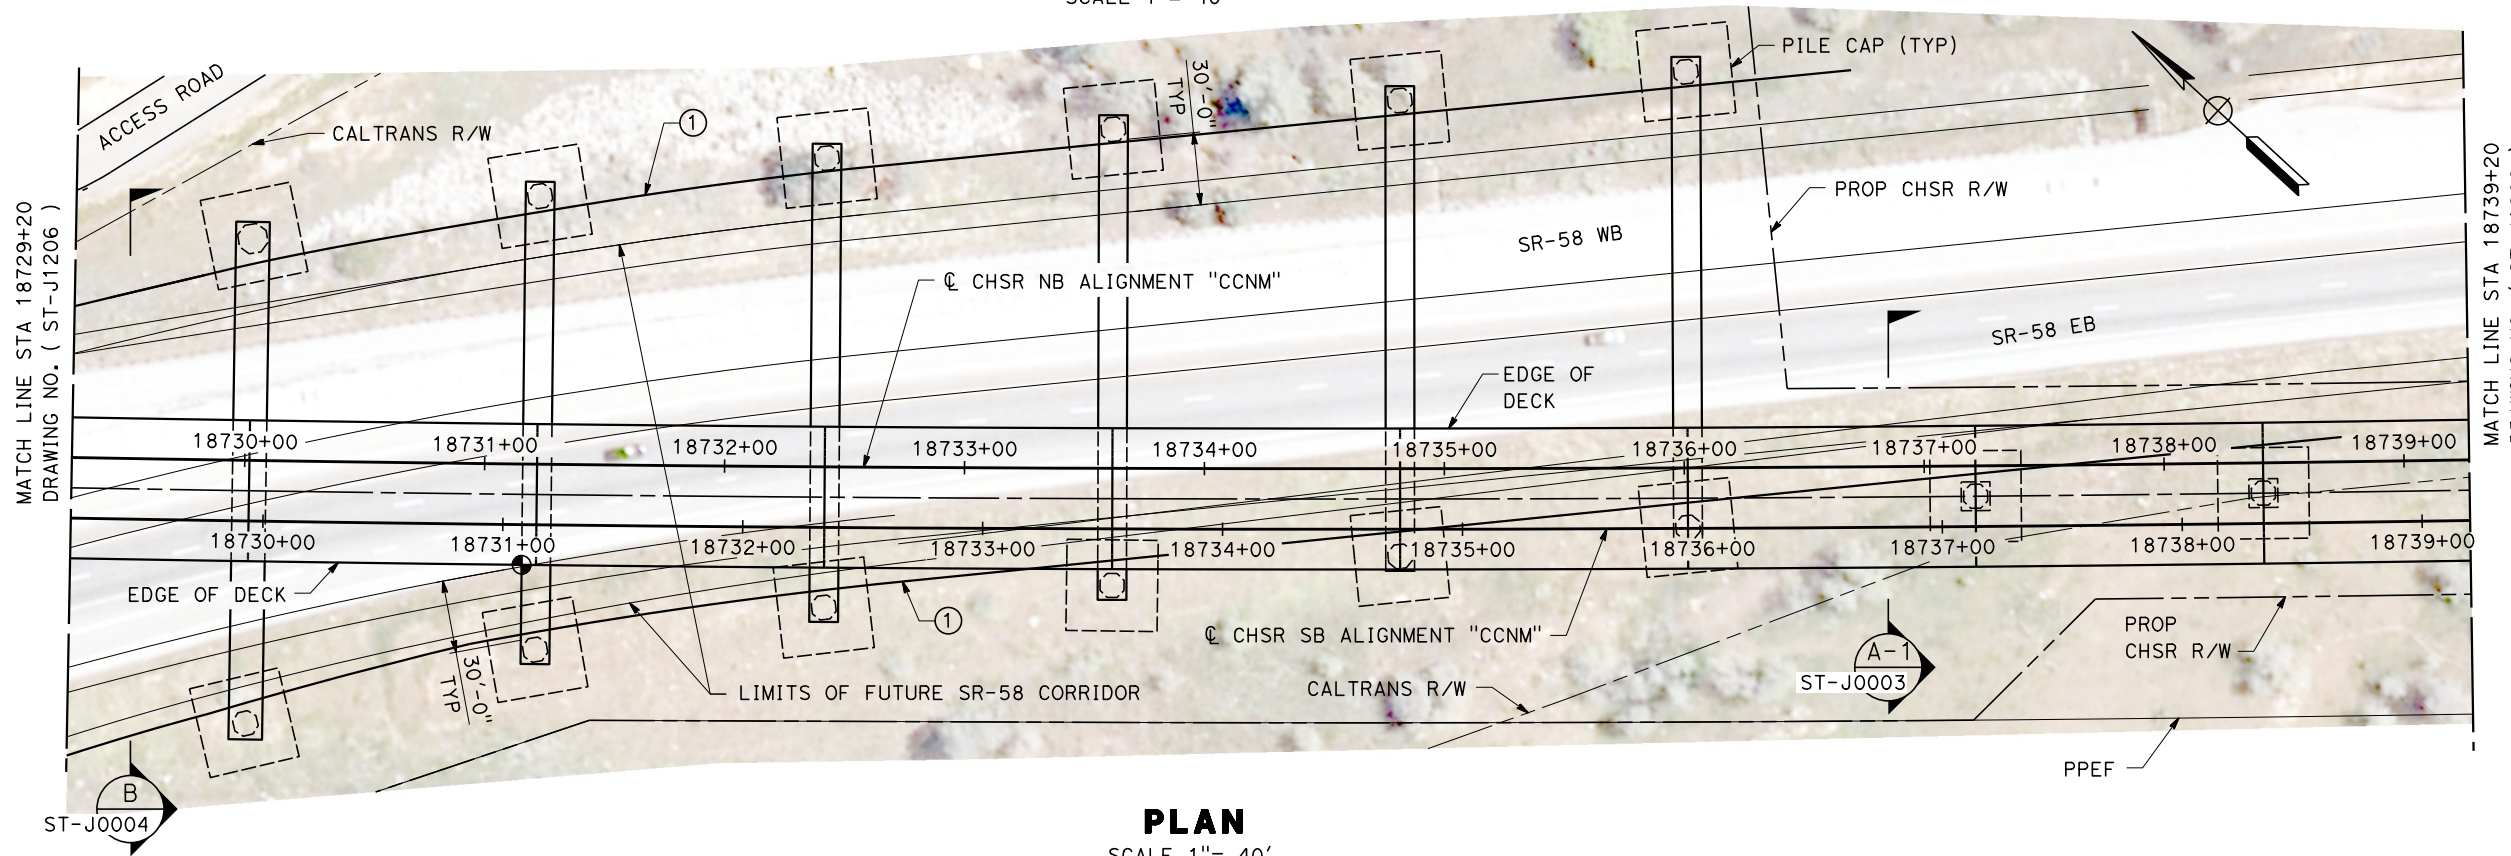 ACCESS ROAD
CALTRANS R/W
1
30'-0"
TYP
PILE CAP (TYP)
PROP CHSR R/W
SR-58 WB
SR-58 EB
℄ CHSR NB ALIGNMENT "CCNM"
EDGE OF
DECK
MATCH LINE STA 18729+20
DRAWING NO. ( ST-J1206 )
MATCH LINE STA 18739+20
18730+00
18731+00
18732+00
18733+00
18734+00
18735+00
18736+00
18737+00
18738+00
18739+00
18730+00
18731+00
18732+00
18733+00
18734+00
18735+00
18736+00
18737+00
18738+00
18739+00
EDGE OF DECK
30'-0"
TYP
1
℄ CHSR SB ALIGNMENT "CCNM"
LIMITS OF FUTURE SR-58 CORRIDOR
CALTRANS R/W
A-1
ST-J0003
PROP
CHSR R/W
PPEF
B
ST-J0004
PLAN
SCALE 1"= 40'